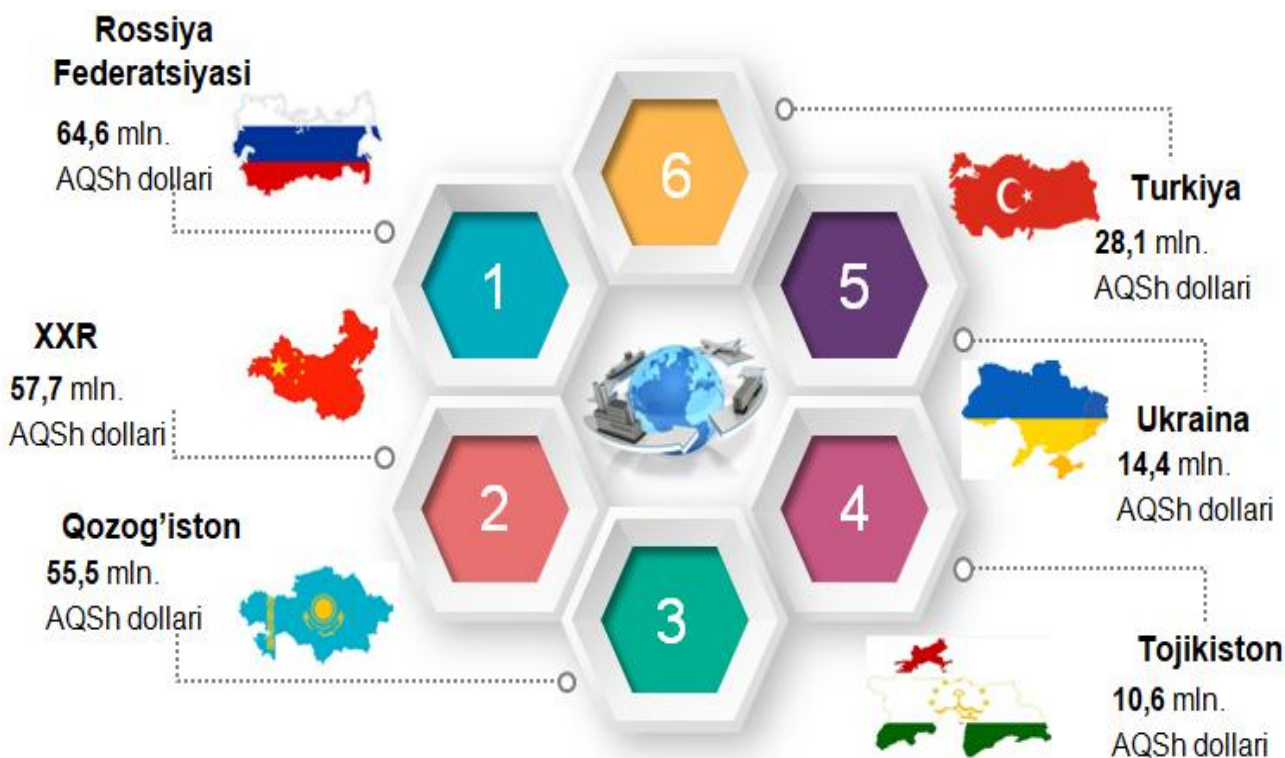 Rossiya
Federatsiyasi
64,6 mln.
AQSh dollari
XXR
57,7 mln.
AQSh dollari
Qozog’iston
55,5 mln.
AQSh dollari
6
1
5
2
4
3
Turkiya
28,1 mln.
AQSh dollari
Ukraina
14,4 mln.
AQSh dollari
Tojikiston
10,6 mln.
AQSh dollari